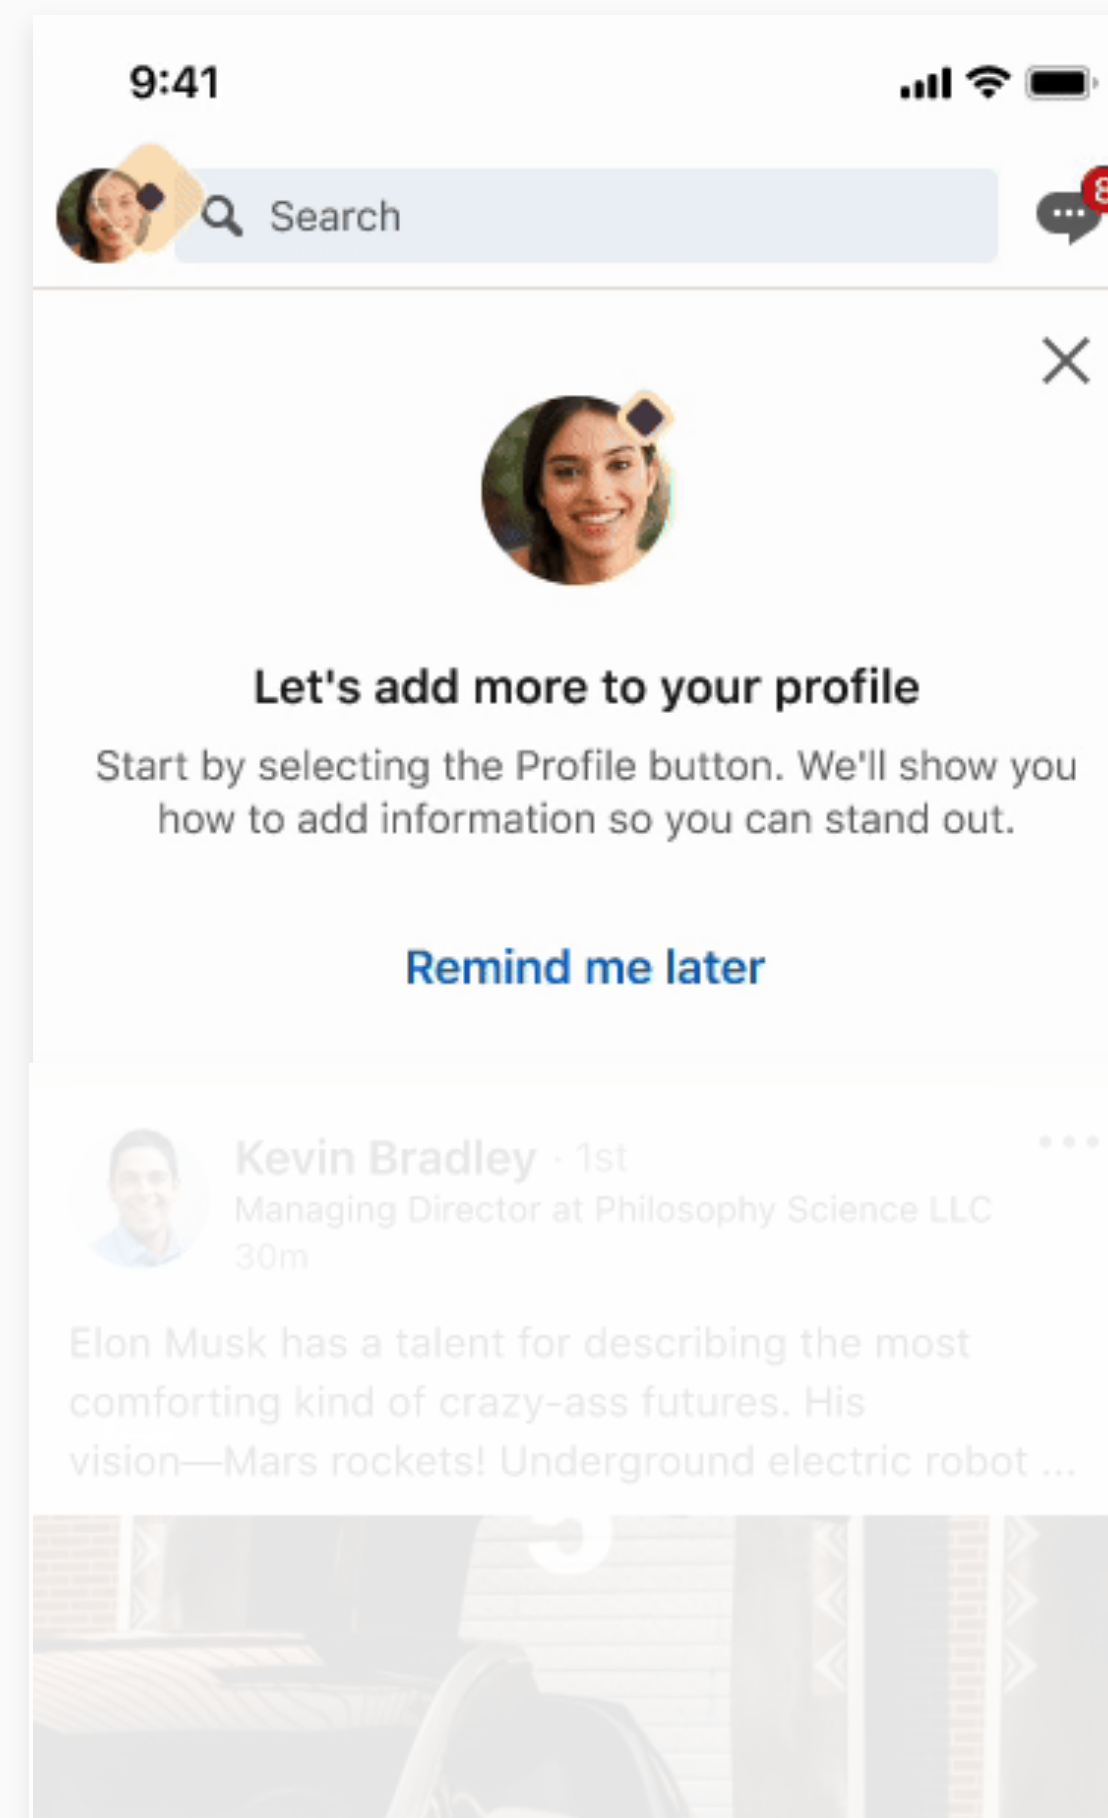 9:41
Search
8
Let's add more to your profile
Start by selecting the Profile button. We'll show you
how to add information so you can stand out.
Remind me later
Kevin Bradley · 1st
Managing Director at Philosophy Science LLC
30m
Elon Musk has a talent for describing the most
comforting kind of crazy-ass futures. His
vision—Mars rockets! Underground electric robot ...
5